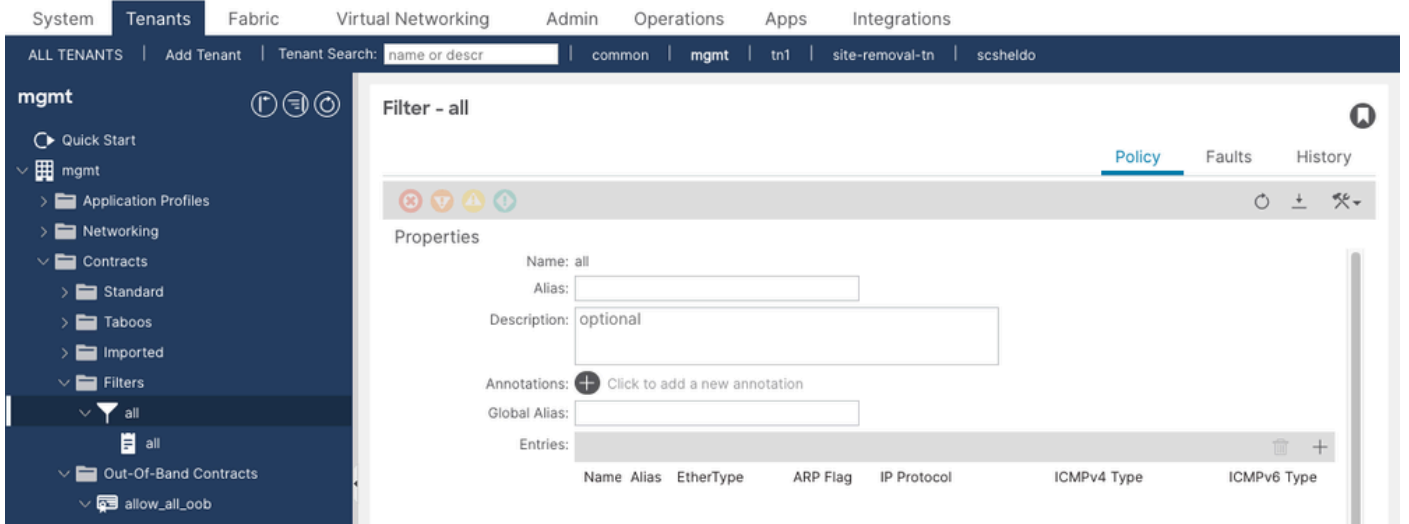 System Tenants Fabric Virtual Networking Admin Operations Apps Integrations
ALL TENANTS | Add Tenant | Tenant Search: name or descr | common | mgmt | tn1 | site-removal-tn | scsheldo
mgmt
Quick Start
mgmt
Application Profiles
Networking
Contracts
Standard
Taboos
Imported
Filters
all
all
Out-Of-Band Contracts
allow_all_oob
Filter - all
Policy Faults History
Properties
Name: all
Alias:
Description: optional
Annotations: Click to add a new annotation
Global Alias:
Entries:
Name Alias EtherType ARP Flag IP Protocol ICMPv4 Type ICMPv6 Type